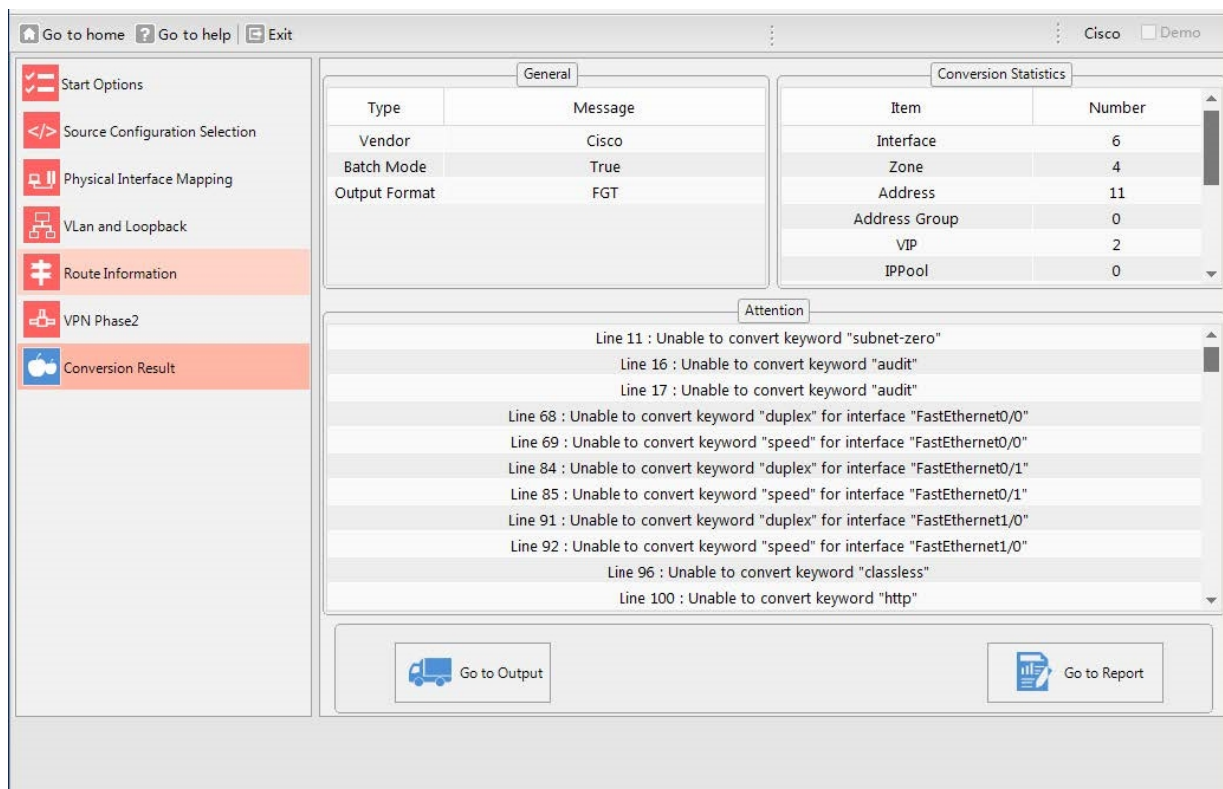 Go to home Go to help Exit Cisco Demo
Start Options
Source Configuration Selection
Physical Interface Mapping
VLan and Loopback
Route Information
VPN Phase2
Conversion Result
General
Type Message
Vendor Cisco
Batch Mode True
Output Format FGT
Conversion Statistics
Item Number
Interface 6
Zone 4
Address 11
Address Group 0
VIP 2
IPPool 0
Attention
Line 11 : Unable to convert keyword "subnet-zero"
Line 16 : Unable to convert keyword "audit"
Line 17 : Unable to convert keyword "audit"
Line 68 : Unable to convert keyword "duplex" for interface "FastEthernet0/0"
Line 69 : Unable to convert keyword "speed" for interface "FastEthernet0/0"
Line 84 : Unable to convert keyword "duplex" for interface "FastEthernet0/1"
Line 85 : Unable to convert keyword "speed" for interface "FastEthernet0/1"
Line 91 : Unable to convert keyword "duplex" for interface "FastEthernet1/0"
Line 92 : Unable to convert keyword "speed" for interface "FastEthernet1/0"
Line 96 : Unable to convert keyword "classless"
Line 100 : Unable to convert keyword "http"
Go to Output
Go to Report